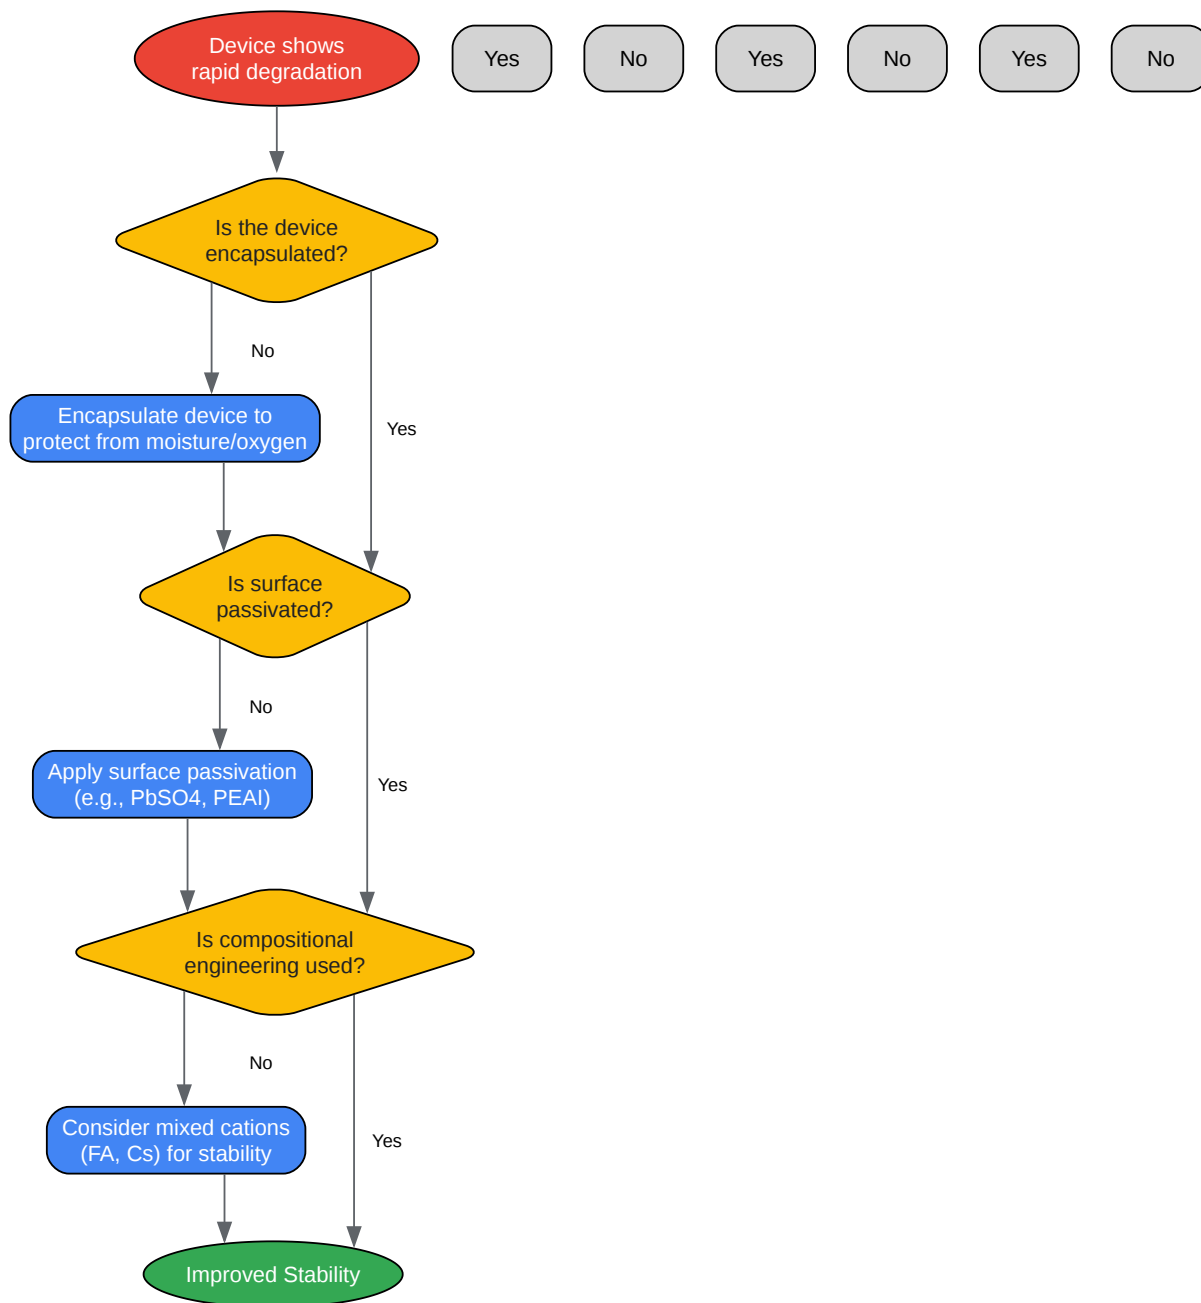 Device shows
rapid degradation
Yes
No
Yes
No
Yes
No
Is the device
encapsulated?
No
Encapsulate device to
protect from moisture/oxygen
Yes
Is surface
passivated?
No
Apply surface passivation
(e.g., PbSO4, PEAI)
Yes
Is compositional
engineering used?
No
Consider mixed cations
(FA, Cs) for stability
Yes
Improved Stability